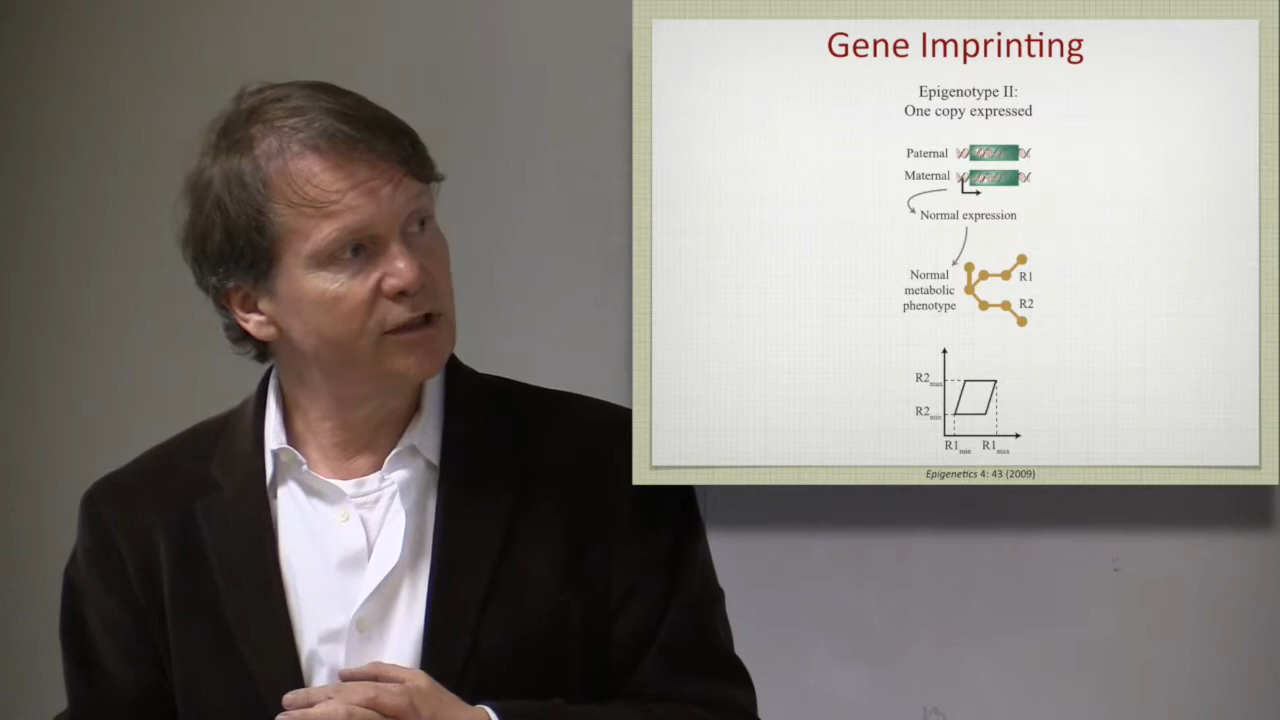 Gene Imprinting
Epigenotype II:
One copy expressed
Paternal
Maternal
Normal expression
Normal
metabolic
phenotype
R1
R2
R2max
R2min
R1min
R1max
Epigenetics 4: 43 (2009)